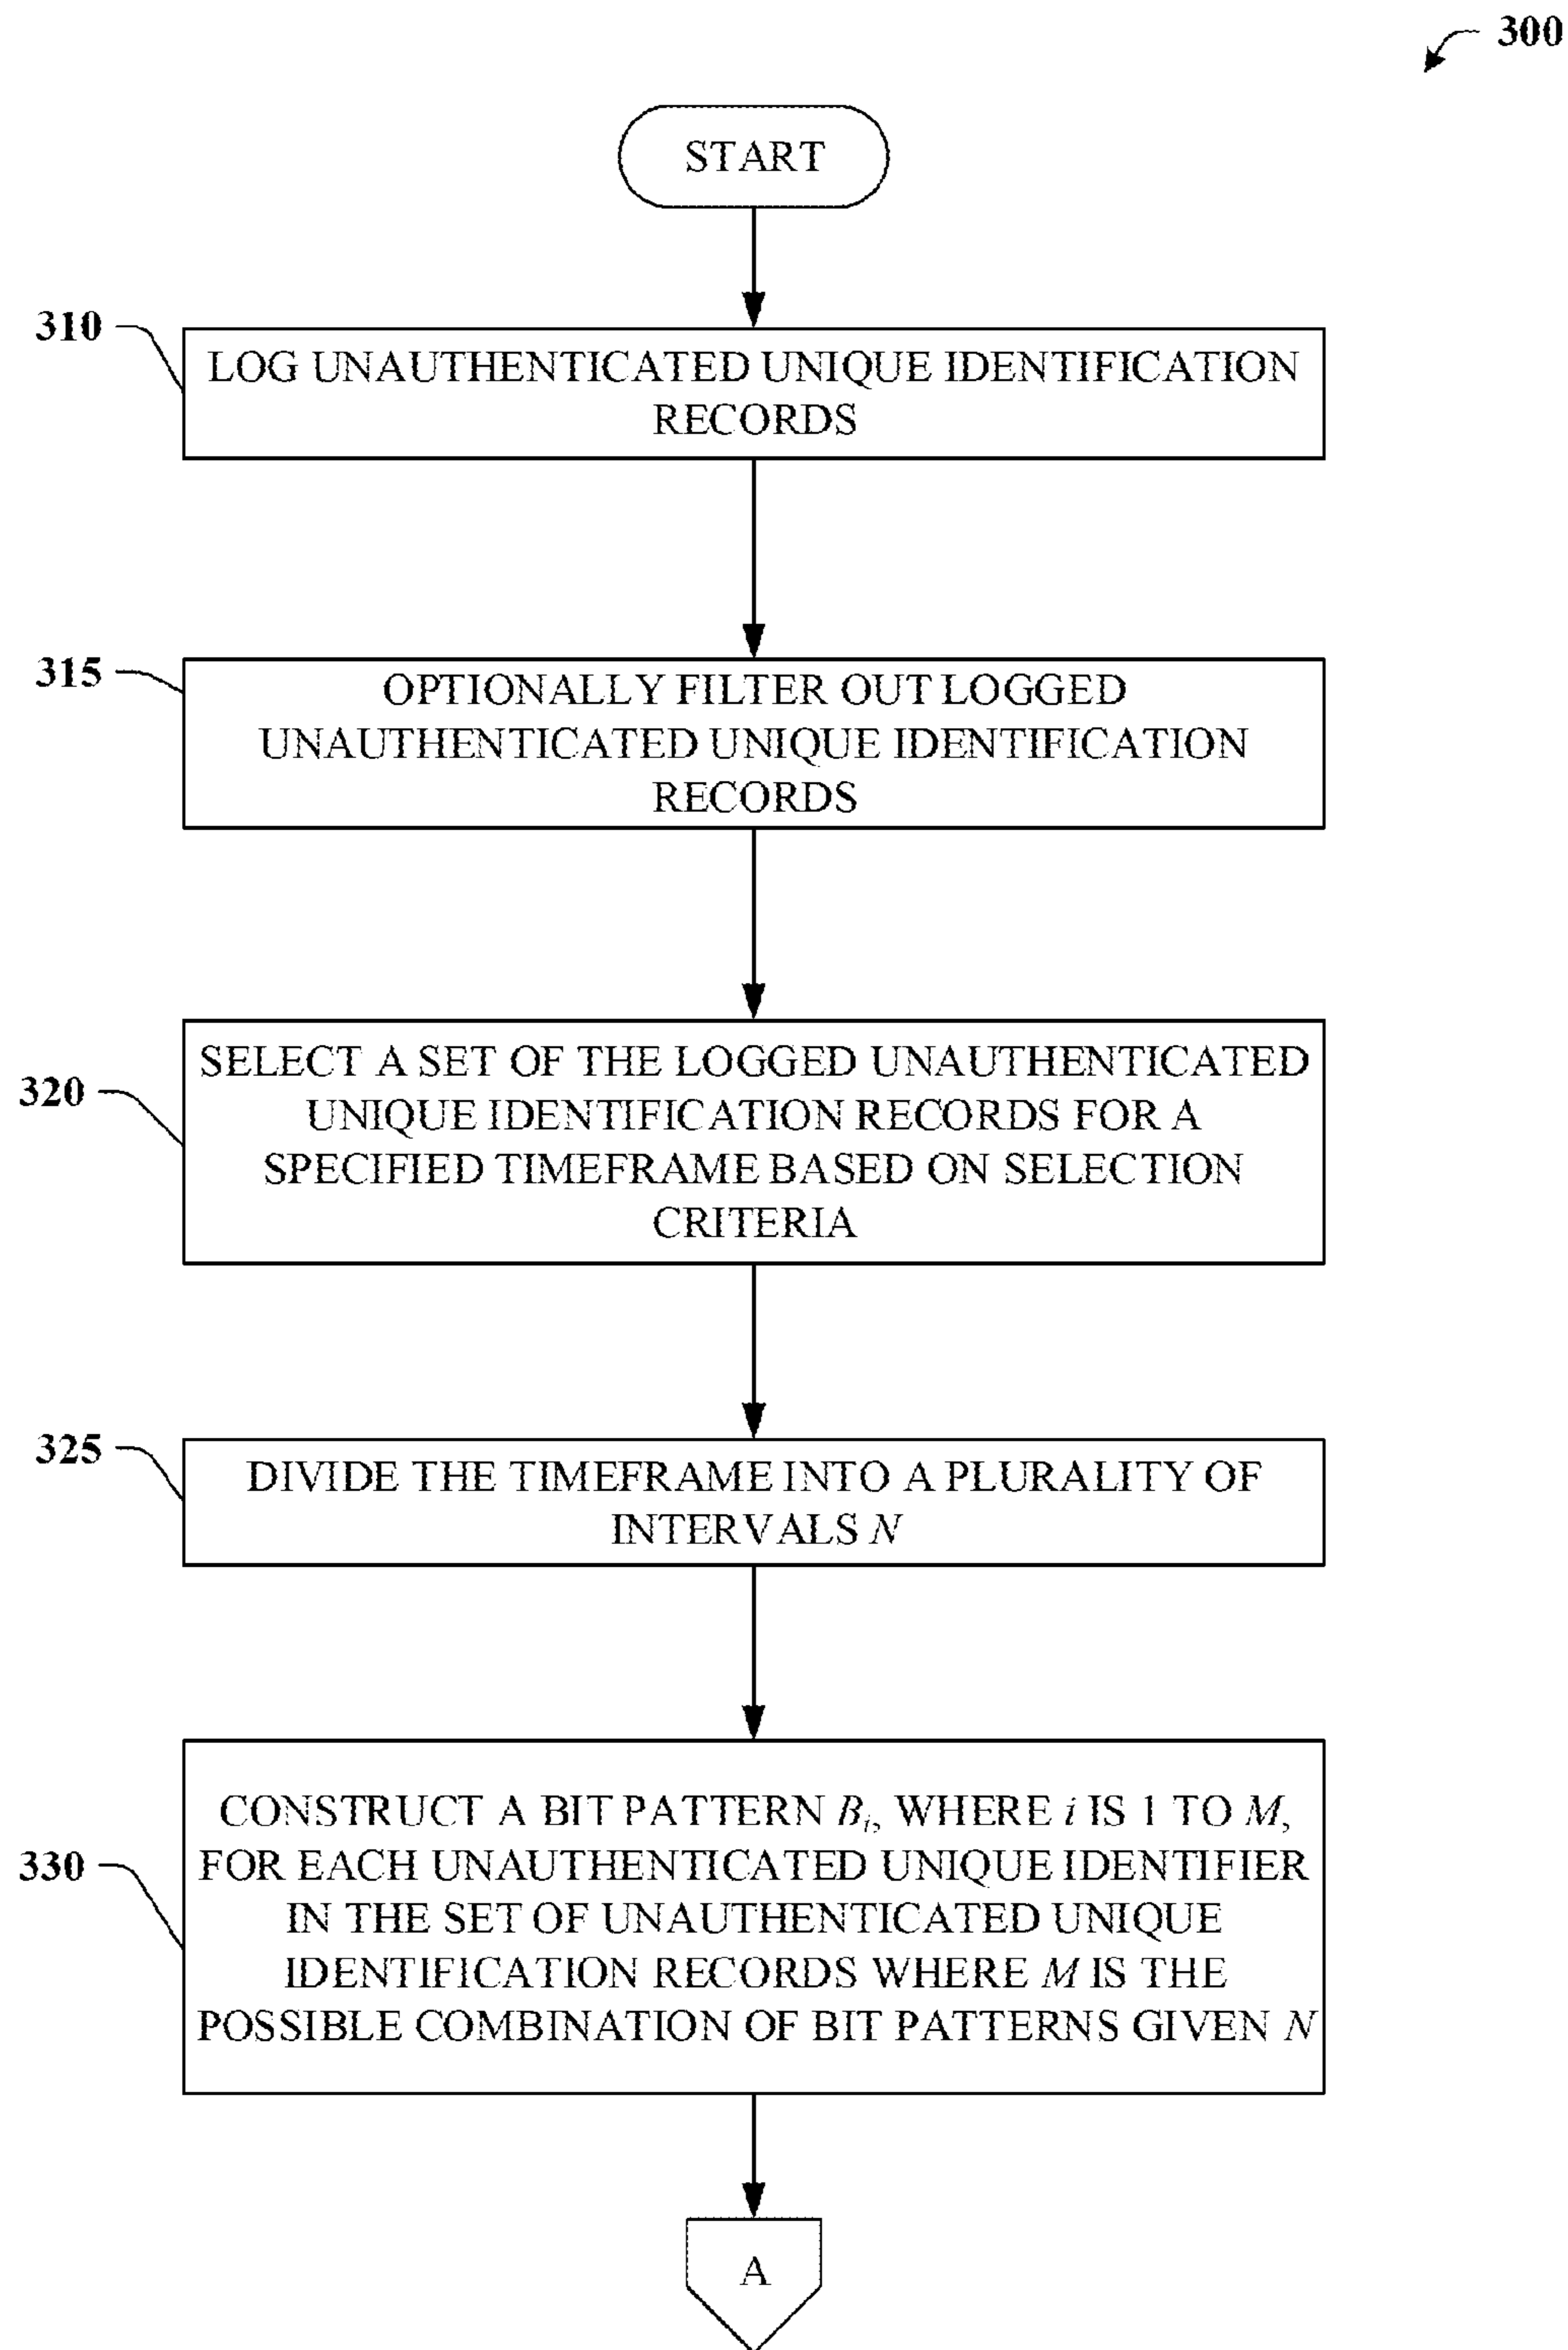 300
START
310
LOG UNAUTHENTICATED UNIQUE IDENTIFICATION
RECORDS
315
OPTIONALLY FILTER OUT LOGGED
UNAUTHENTICATED UNIQUE IDENTIFICATION
RECORDS
320
SELECT A SET OF THE LOGGED UNAUTHENTICATED
UNIQUE IDENTIFICATION RECORDS FOR A
SPECIFIED TIMEFRAME BASED ON SELECTION
CRITERIA
325
DIVIDE THE TIMEFRAME INTO A PLURALITY OF
INTERVALS N
330
CONSTRUCT A BIT PATTERN Bi, WHERE i IS 1 TO M,
FOR EACH UNAUTHENTICATED UNIQUE IDENTIFIER
IN THE SET OF UNAUTHENTICATED UNIQUE
IDENTIFICATION RECORDS WHERE M IS THE
POSSIBLE COMBINATION OF BIT PATTERNS GIVEN N
A